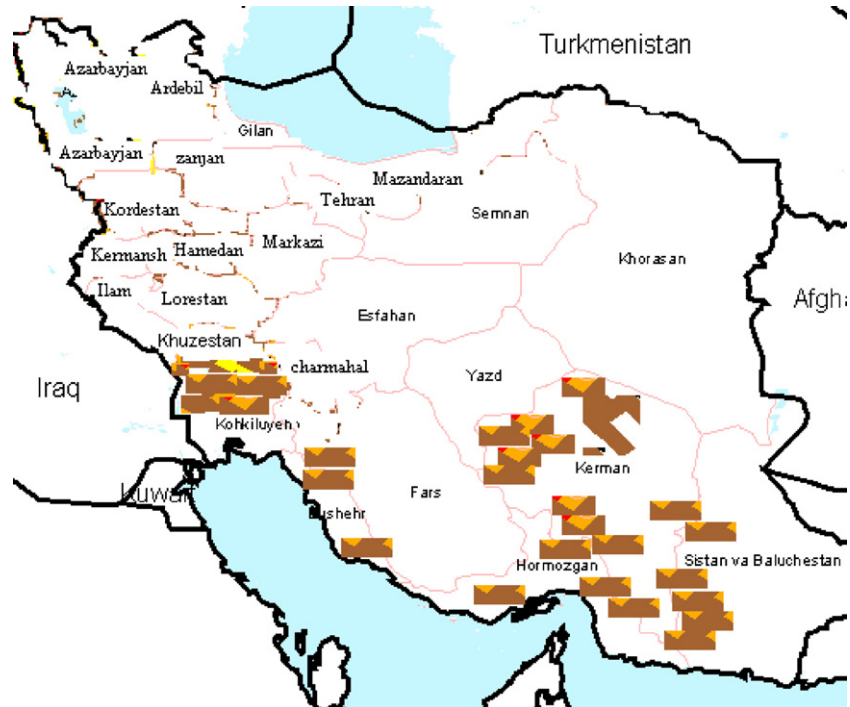 Turkmenistan
Azarbayjan
Ardebil
Gilan
Azarbayjan
zanjan
Mazandaran
Tehran
Semnan
Kordestan
Markazi
Hamedan
Kermansh
Khorasan
Ilam
Lorestan
Afgha
Esfahan
Khuzestan
charmahal
Yazd
Iraq
Kohkiluyeh
Kerman
Kuwait
Fars
Bushehr
Sistan va Baluchestan
Hormozgan